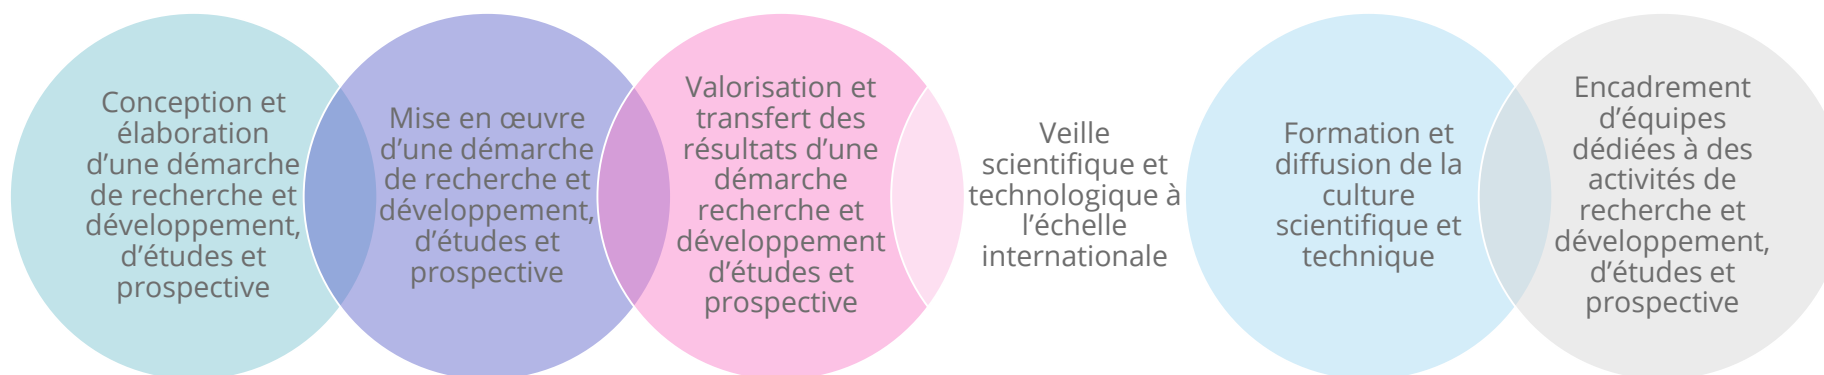 Conception et
élaboration
d’une démarche
de recherche et
développement,
d’études et
prospective
Mise en œuvre
d’une démarche
de recherche et
développement,
d’études et
prospective
Valorisation et
transfert des
résultats d’une
démarche
recherche et
développement
d’études et
prospective
Veille
scientifique et
technologique à
l’échelle
internationale
Formation et
diffusion de la
culture
scientifique et
technique
Encadrement
d’équipes
dédiées à des
activités de
recherche et
développement,
d’études et
prospective